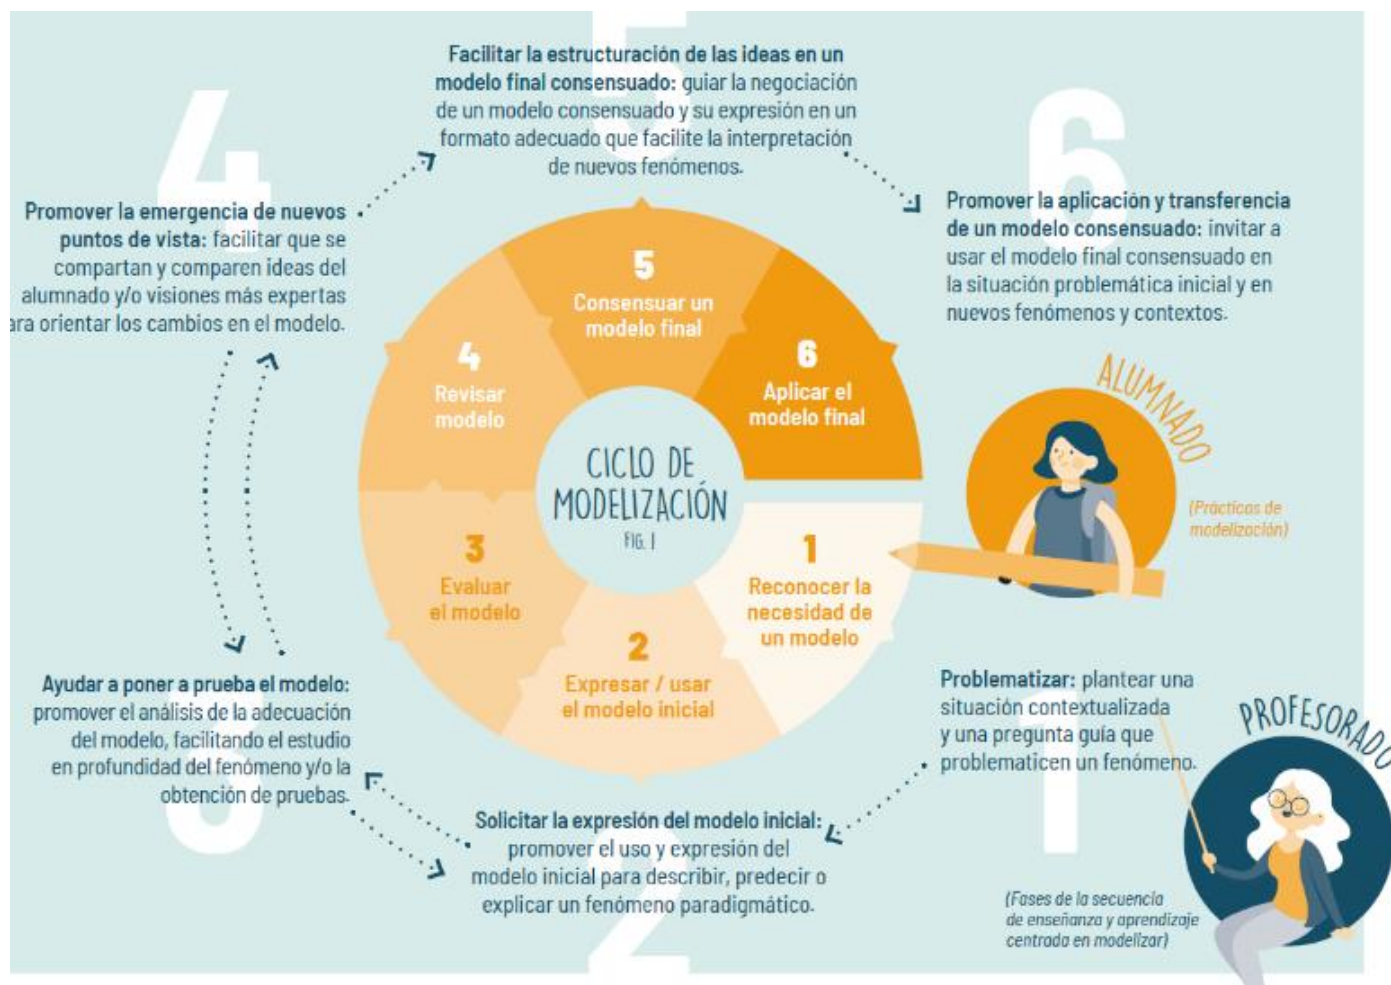 5
Facilitar la estructuración de las ideas en un
modelo final consensuado: guiar la negociación
de un modelo consensuado y su expresión en un
formato adecuado que facilite la interpretación
de nuevos fenómenos.
4
Promover la emergencia de nuevos
puntos de vista: facilitar que se
compartan y comparen ideas del
alumnado y/o visiones más expertas
ara orientar los cambios en el modelo.
6
Promover la aplicación y transferencia
de un modelo consensuado: invitar a
usar el modelo final consensuado en
la situación problemática inicial y en
nuevos fenómenos y contextos.
5
Consensuar un
modelo final
4
Revisar
modelo
6
Aplicar el
modelo final
CICLO DE
MODELIZACIÓN
FIG. 1
3
Evaluar
el modelo
1
Reconocer la
necesidad de
un modelo
2
Expresar / usar
el modelo inicial
ALUMNADO
(Prácticas de
modelización)
3
Ayudar a poner a prueba el modelo:
promover el análisis de la adecuación
del modelo, facilitando el estudio
en profundidad del fenómeno y/o la
obtención de pruebas.
2
Solicitar la expresión del modelo inicial:
promover el uso y expresión del
modelo inicial para describir, predecir o
explicar un fenómeno paradigmático.
1
Problematizar: plantear una
situación contextualizada
y una pregunta guía que
problematicen un fenómeno.
PROFESORADO
(Fases de la secuencia
de enseñanza y aprendizaje
centrada en modelizar)